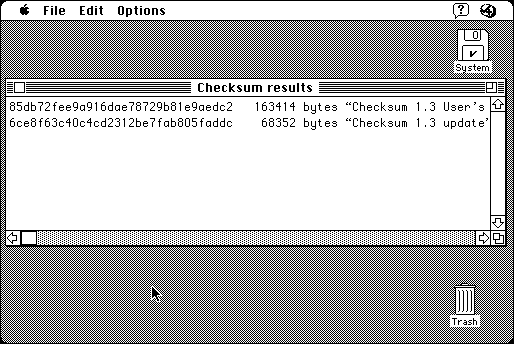 File Edit Options
System
Checksum results
85db72fee9a916dae78729b81e9aedc2 163414 bytes “Checksum 1.3 User's
6ce8f63c40c4cd2312be7fab805faddc 68352 bytes “Checksum 1.3 update”
Trash